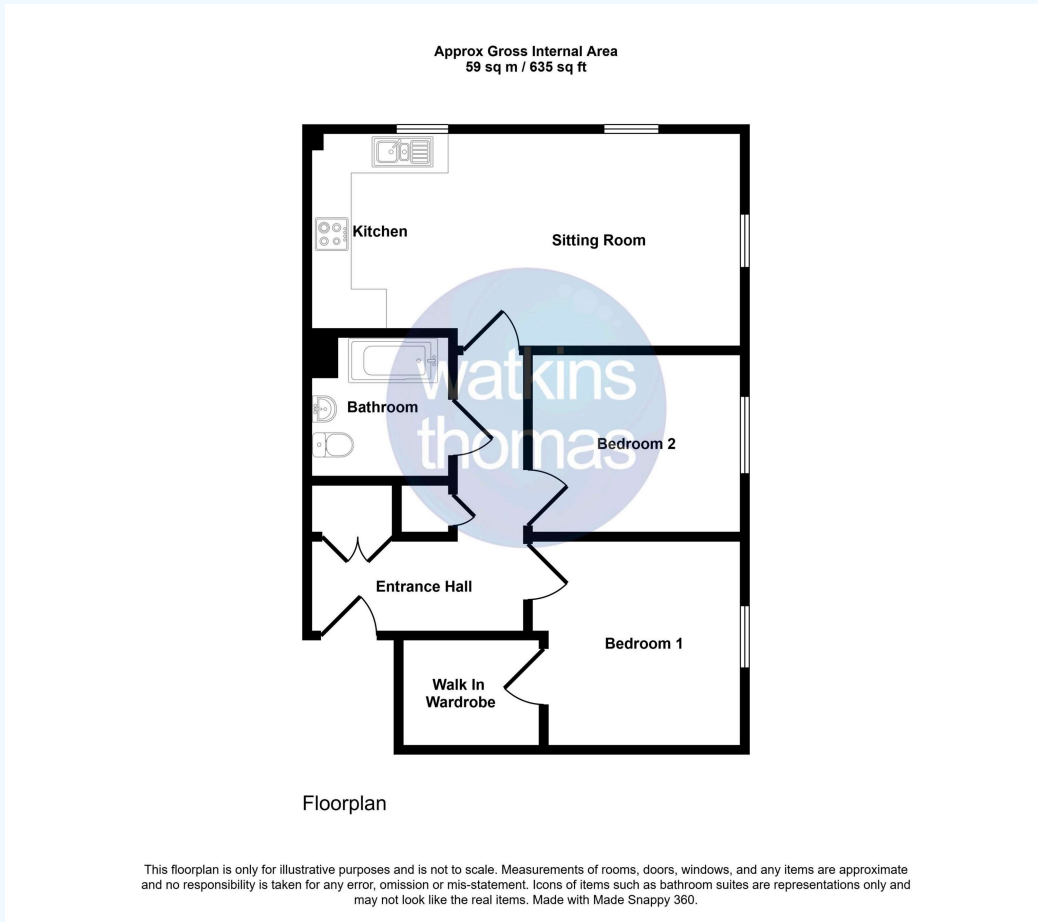 Approx Gross Internal Area
59 sq m / 635 sq ft
Kitchen
Sitting Room
watkins
thomas
Bathroom
Bedroom 2
Entrance Hall
Bedroom 1
Walk In
Wardrobe
Floorplan
This floorplan is only for illustrative purposes and is not to scale. Measurements of rooms, doors, windows, and any items are approximate
and no responsibility is taken for any error, omission or mis-statement. Icons of items such as bathroom suites are representations only and
may not look like the real items. Made with Made Snappy 360.